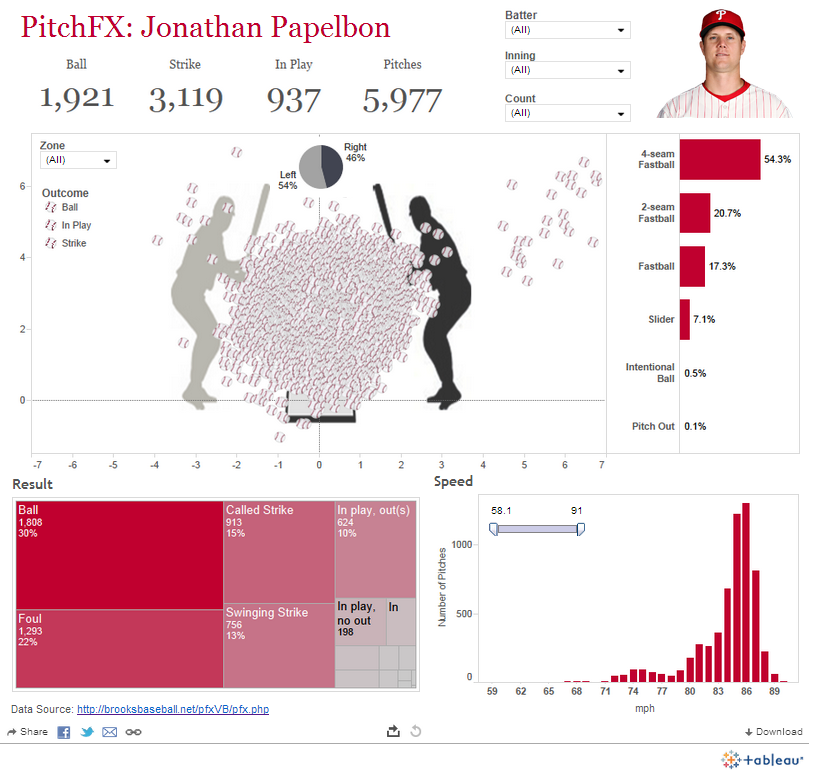 PitchFX: Jonathan Papelbon
Ball
Strike
In Play
Pitches
1,921
3,119
937
5,977
Batter
(All)
Inning
(All)
Count
(All)
P
Zone
(All)
Outcome
Ball
In Play
Strike
Right
46%
Left
54%
6
4
2
0
-7 -6 -5 -4 -3 -2 -1 0 1 2 3 4 5 6 7
4-seam
Fastball
54.3%
2-seam
Fastball
20.7%
Fastball
17.3%
Slider
7.1%
Intentional
Ball
0.5%
Pitch Out
0.1%
Result
Ball
1,808
30%
Called Strike
913
15%
In play, out(s)
624
10%
Foul
1,293
22%
Swinging Strike
756
13%
In play,
no out
198
In
Speed
58.1
91
Number of Pitches
1000
500
0
59 62 65 68 71 74 77 80 83 86 89
mph
Data Source: http://brooksbaseball.net/pfxVB/pfx.php
Share
Download
+ableau